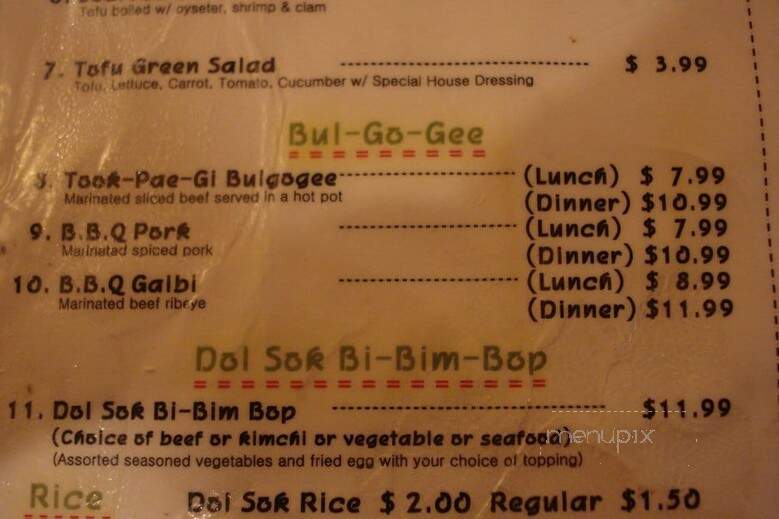 Tofu boiled w/ oyseter, shrimp & clam
7. Tofu Green Salad ---------- $ 3.99
Tofu, Lettuce, Carrot, Tomato, Cucumber w/ Special House Dressing
Bul-Go-Gee
8. Took-Pae-Gi Bulgogee ---------- (Lunch) $ 7.99
Marinated sliced beef served in a hot pot
(Dinner) $10.99
9. B.B.Q Pork ---------- (Lunch) $ 7.99
Marinatad spiced pork
(Dinner) $10.99
10. B.B.Q Galbi ---------- (Lunch) $ 8.99
Marinated beef ribeye
(Dinner) $11.99
Dol Sok Bi-Bim-Bop
11. Dol Sok Bi-Bim Bop ---------- $11.99
(Choice of beef or kimchi or vegetable or seafood)
menupix
(Assorted seasoned vegetables and fried egg with your choice of topping)
Rice Dol Sok Rice $ 2.00 Regular $1.50